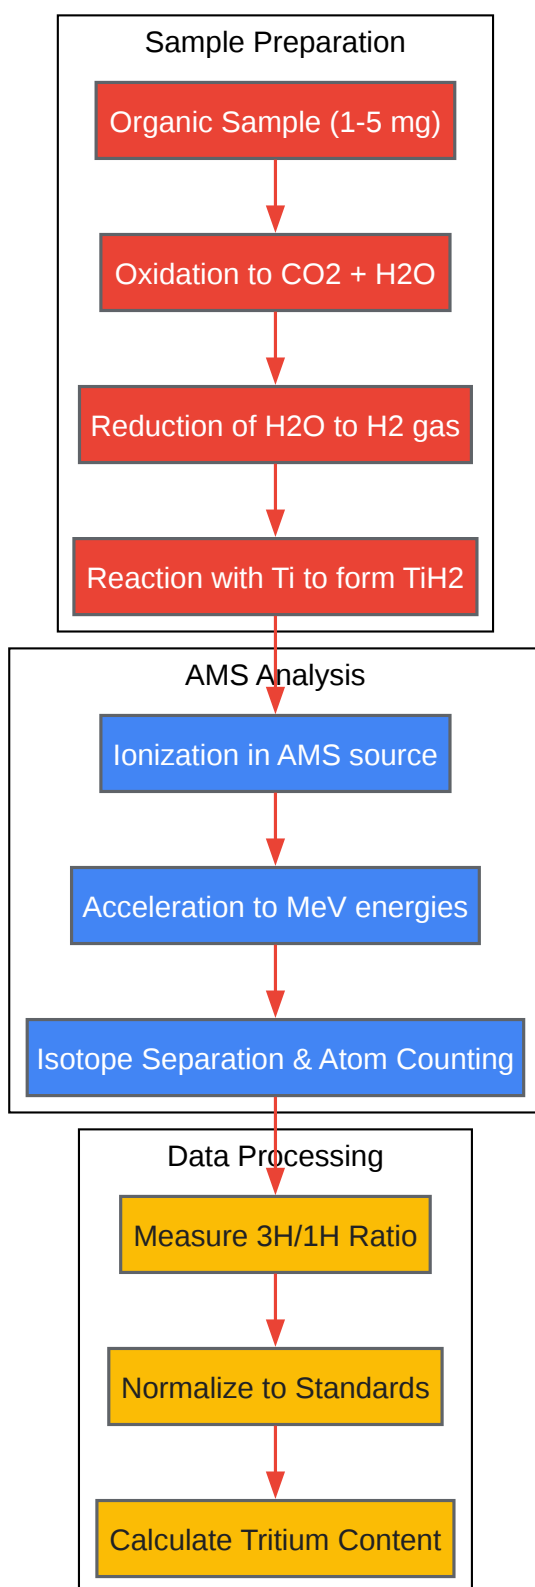 Sample Preparation
Organic Sample (1-5 mg)
Oxidation to CO2 + H2O
Reduction of H2O to H2 gas
Reaction with Ti to form TiH2
AMS Analysis
Ionization in AMS source
Acceleration to MeV energies
Isotope Separation & Atom Counting
Data Processing
Measure 3H/1H Ratio
Normalize to Standards
Calculate Tritium Content